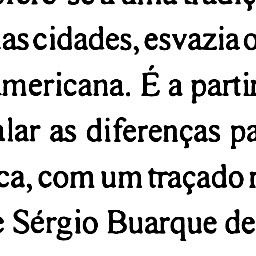 as cidades, esvazia o
americana. É a partir
alar as diferenças pa
ca, com um traçado
e Sérgio Buarque de